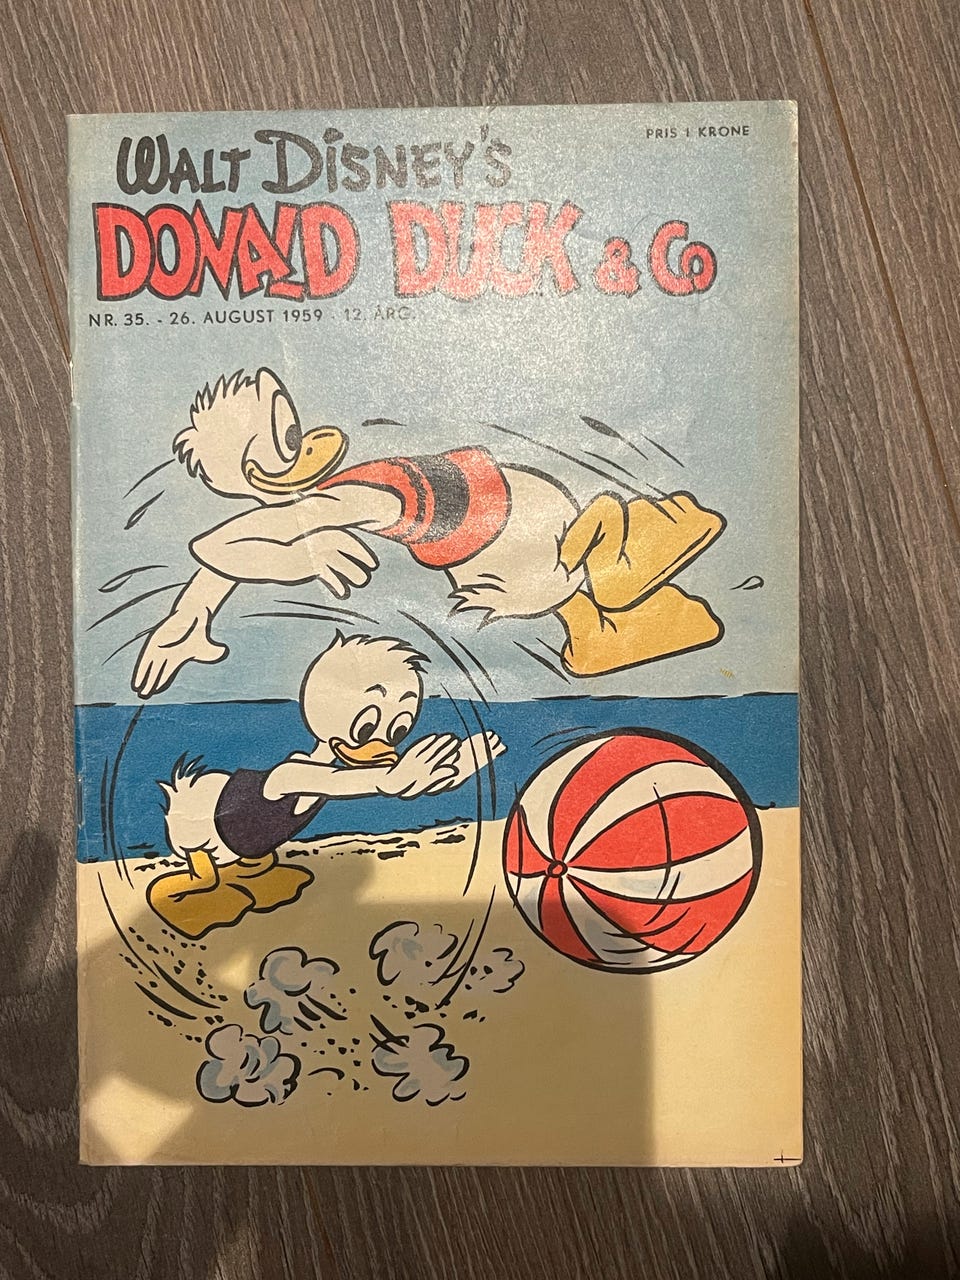 PRIS 1 KRONE
WALT DISNEY'S
DONALD DUCK & Co
NR. 35. - 26. AUGUST 1959 - 12. ÅRG.